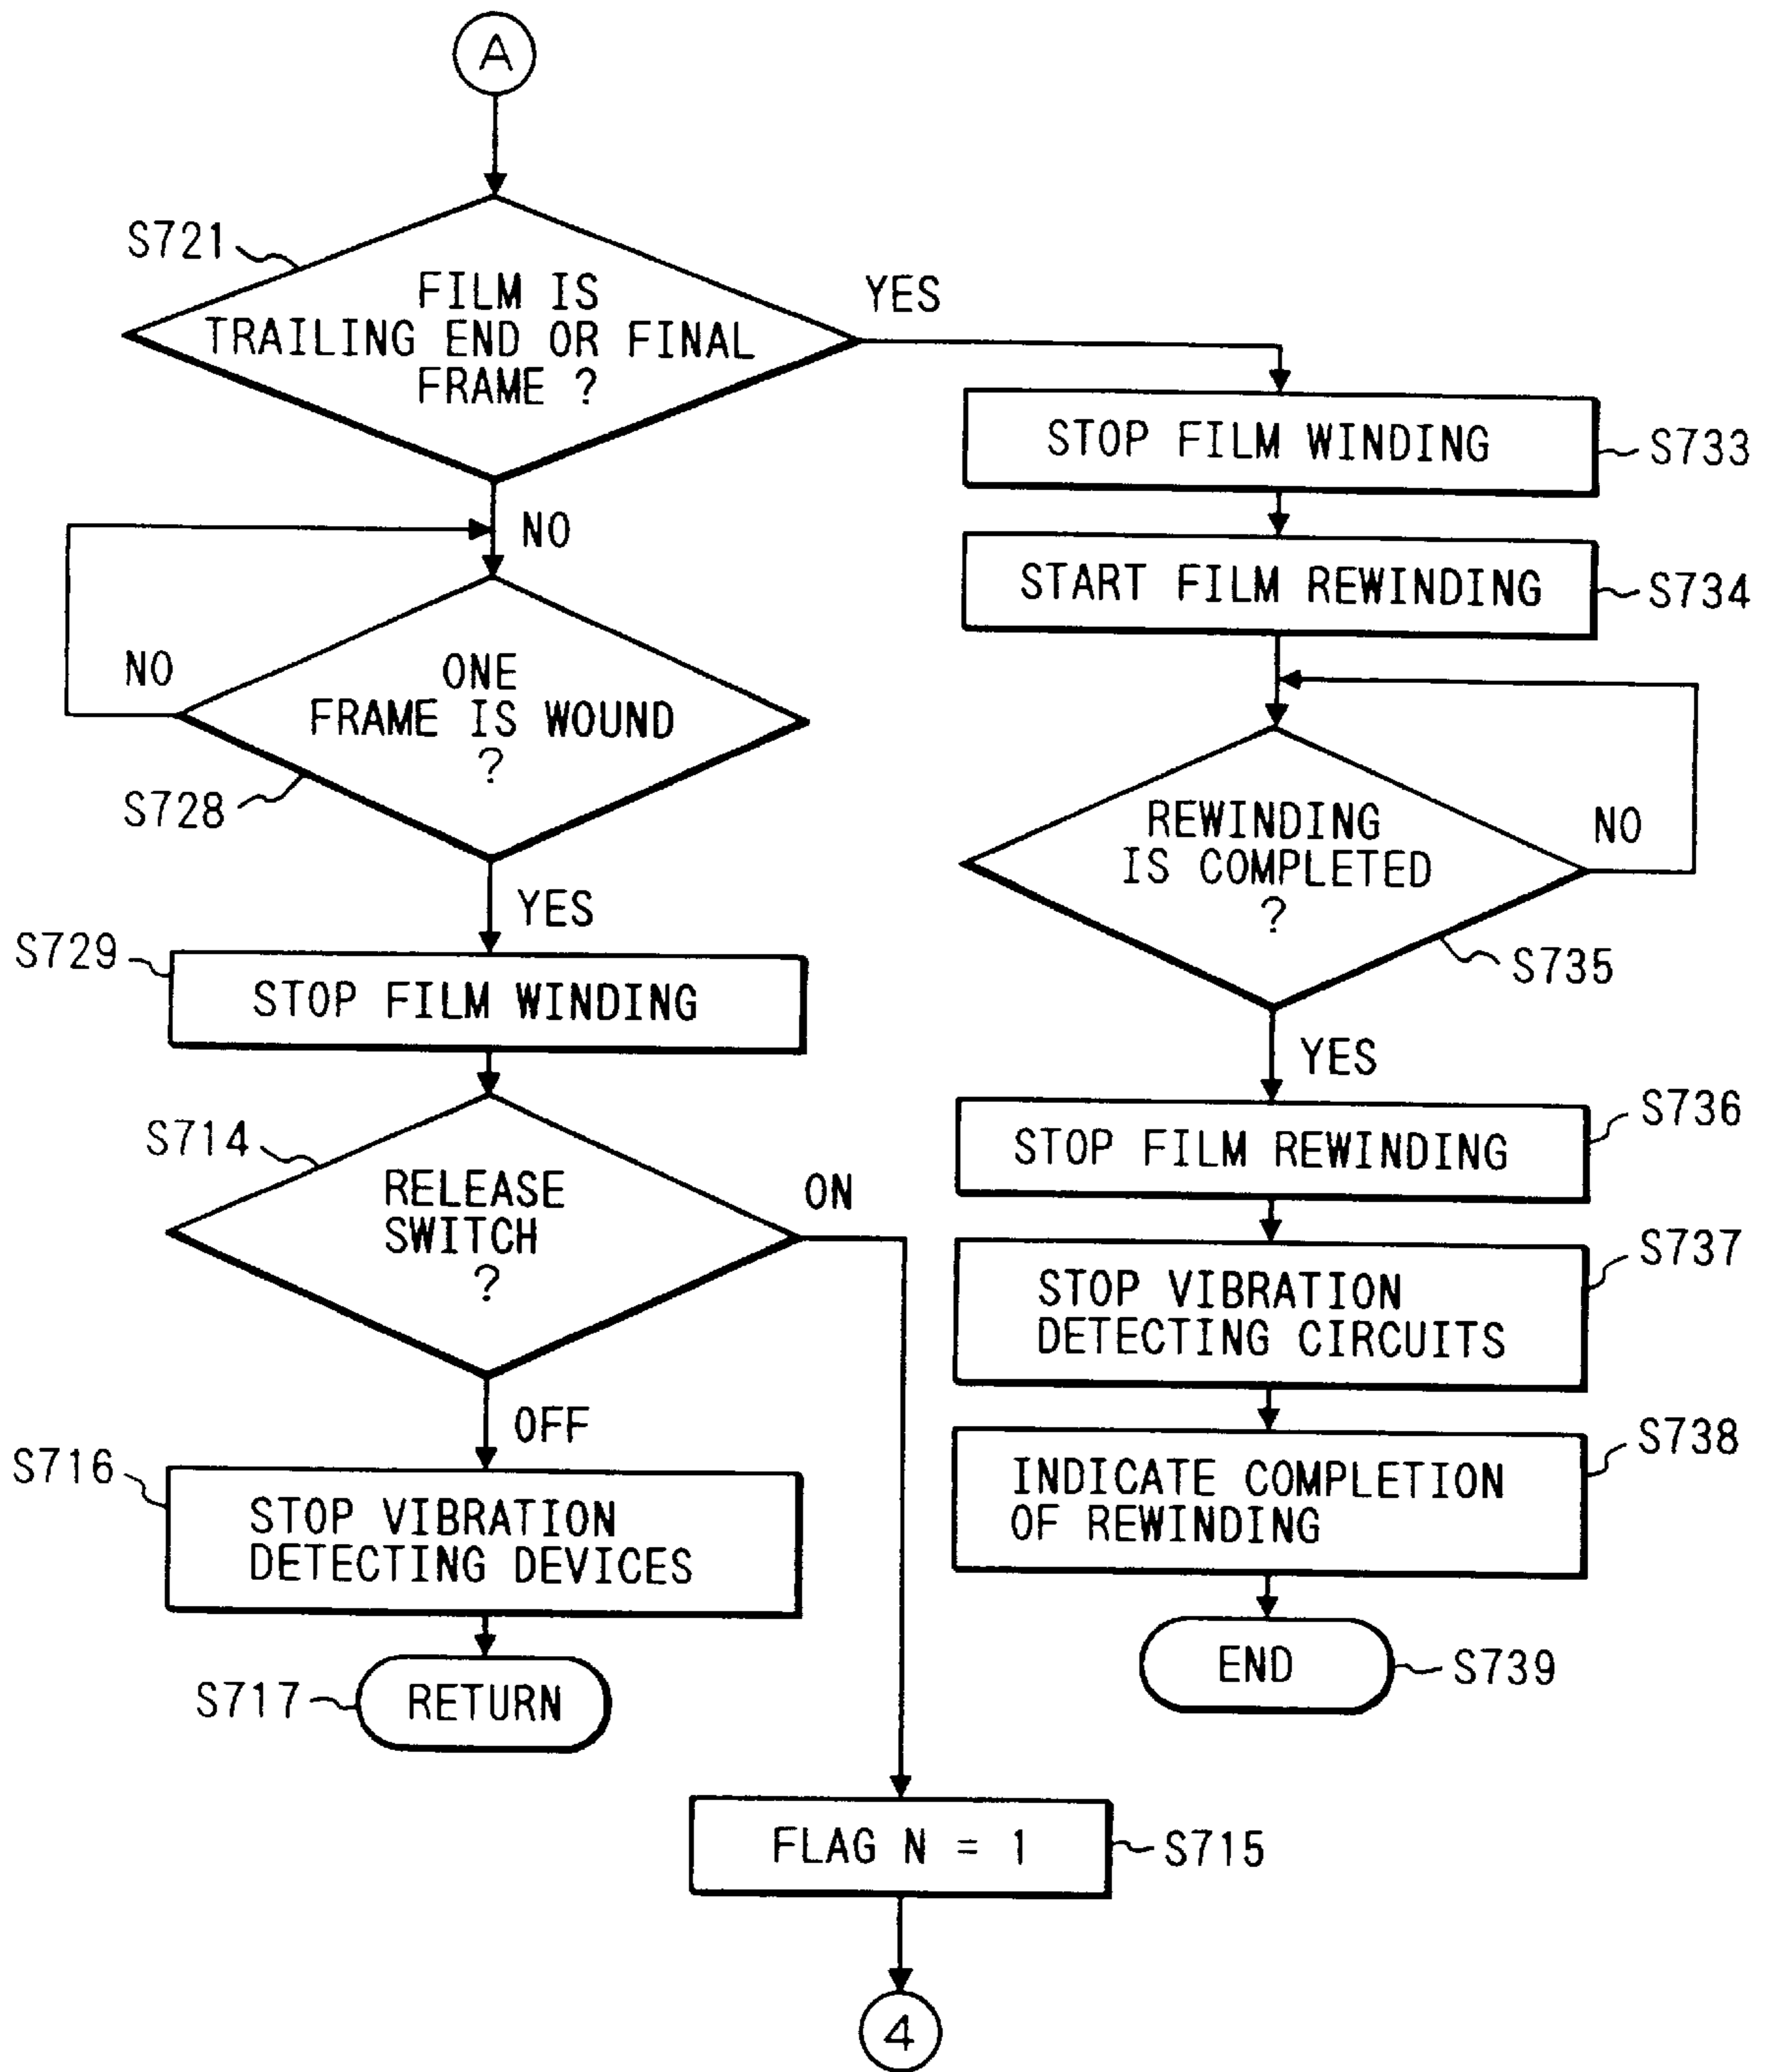 A
S721
FILM IS
TRAILING END OR FINAL
FRAME ?
YES
NO
NO
ONE
FRAME IS WOUND
?
S728
YES
S729
STOP FILM WINDING
S714
RELEASE
SWITCH
?
ON
OFF
S716
STOP VIBRATION
DETECTING DEVICES
S717
RETURN
STOP FILM WINDING
S733
START FILM REWINDING
S734
REWINDING
IS COMPLETED
?
NO
S735
YES
STOP FILM REWINDING
S736
STOP VIBRATION
DETECTING CIRCUITS
S737
INDICATE COMPLETION
OF REWINDING
S738
END
S739
FLAG N = 1
S715
4